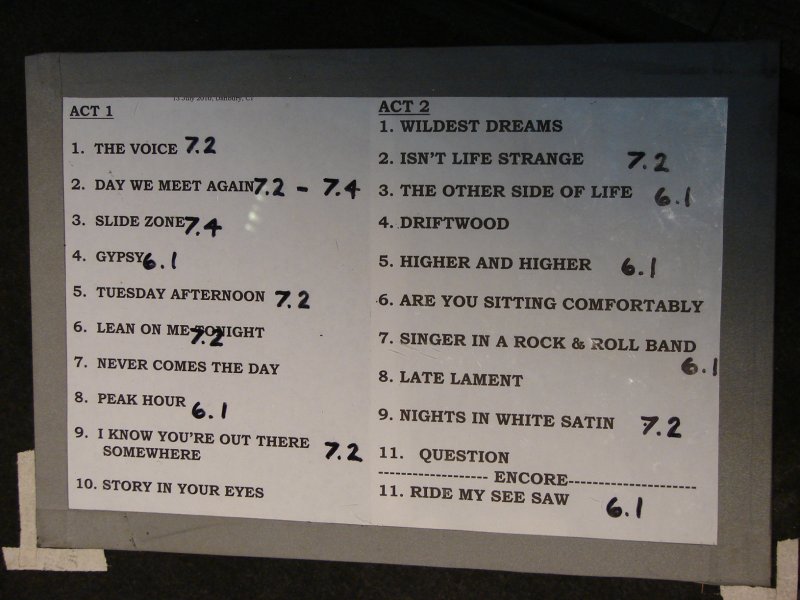 13 July 2010, Danbury, CT
ACT 1
1. THE VOICE 7.2
2. DAY WE MEET AGAIN 7.2 - 7.4
3. SLIDE ZONE 7.4
4. GYPSY 6.1
5. TUESDAY AFTERNOON 7.2
6. LEAN ON ME TONIGHT
7.2
7. NEVER COMES THE DAY
8. PEAK HOUR 6.1
9. I KNOW YOU'RE OUT THERE
SOMEWHERE 7.2
10. STORY IN YOUR EYES
ACT 2
1. WILDEST DREAMS
2. ISN'T LIFE STRANGE 7.2
3. THE OTHER SIDE OF LIFE 6.1
4. DRIFTWOOD
5. HIGHER AND HIGHER 6.1
6. ARE YOU SITTING COMFORTABLY
7. SINGER IN A ROCK & ROLL BAND
6.1
8. LATE LAMENT
9. NIGHTS IN WHITE SATIN 7.2
11. QUESTION
------------------- ENCORE----------------------
11. RIDE MY SEE SAW 6.1